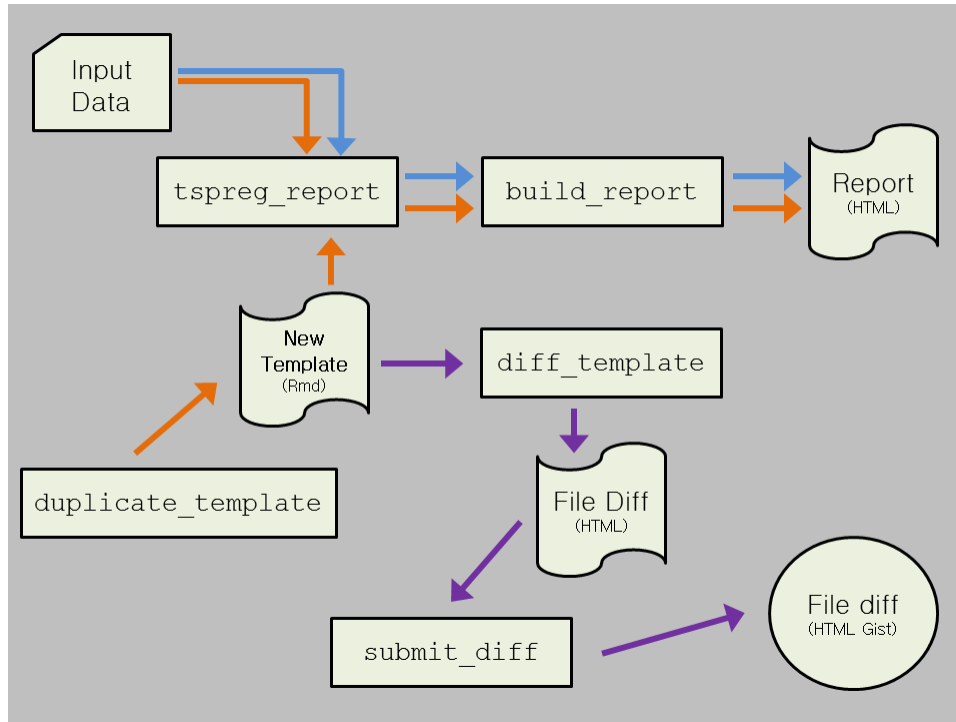 Input
Data
tspreg_report
build_report
Report
(HTML)
New
Template
(Rmd)
diff_template
duplicate_template
File Diff
(HTML)
submit_diff
File diff
(HTML Gist)